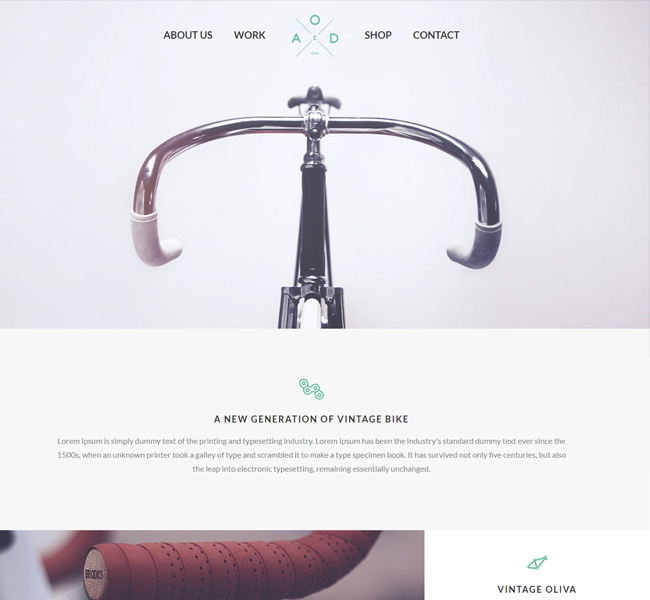 ABOUT US WORK SHOP CONTACT
O
A & D
A NEW GENERATION OF VINTAGE BIKE
Lorem Ipsum is simply dummy text of the printing and typesetting industry. Lorem Ipsum has been the industry's standard dummy text ever since the
1500s, when an unknown printer took a galley of type and scrambled it to make a type specimen book. It has survived not only five centuries, but also
the leap into electronic typesetting, remaining essentially unchanged.
BROOKS
VINTAGE OLIVA